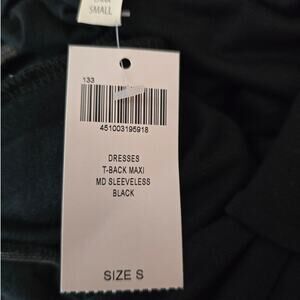 SMALL
133
451003195918
DRESSES
T-BACK MAXI
MD SLEEVELESS
BLACK
SIZE S